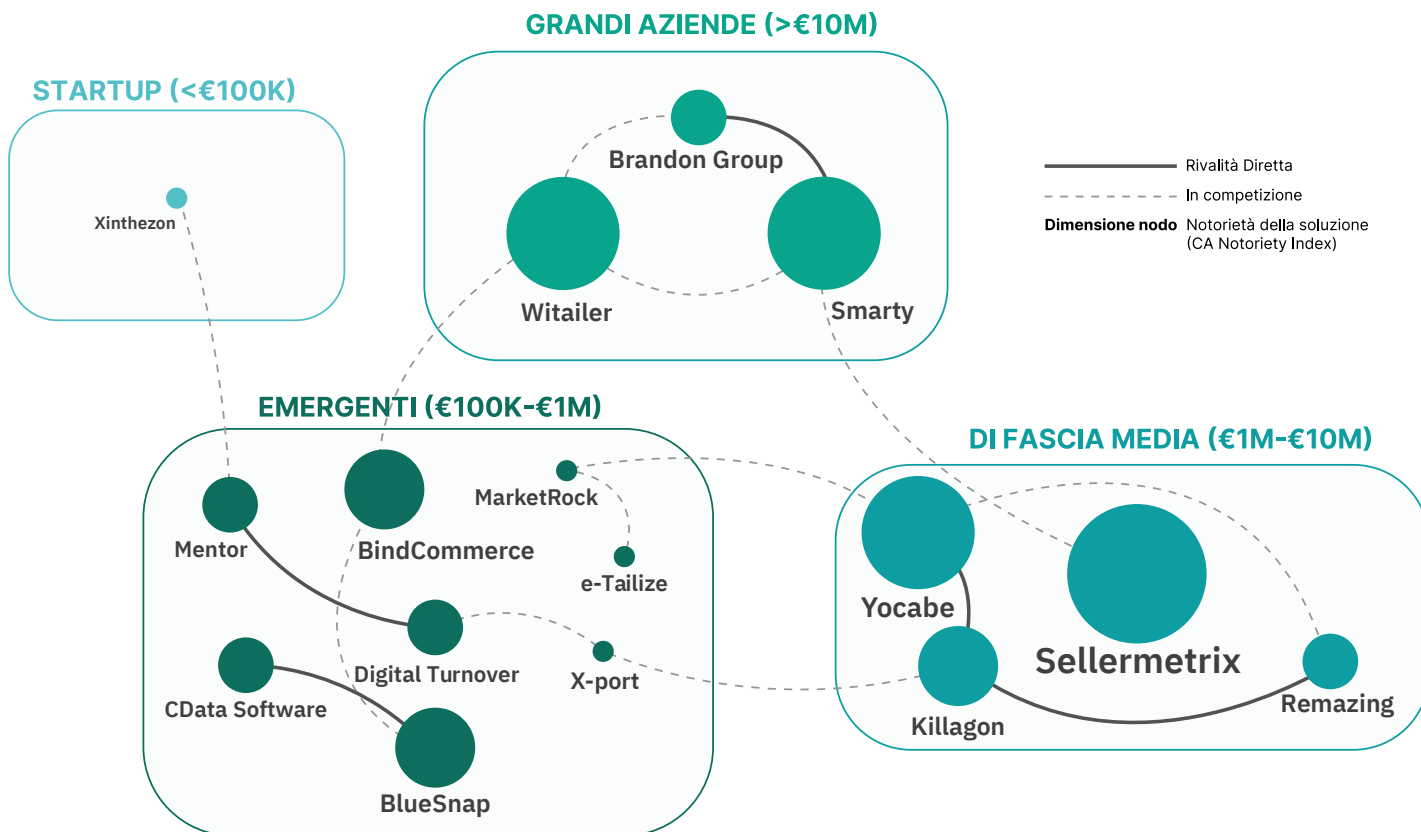 GRANDI AZIENDE (>€10M)
STARTUP (<€100K)
Brandon Group
Rivalità Diretta
In competizione
Dimensione nodo Notorietà della soluzione
(CA Notoriety Index)
Xinthezon
Witailer
Smarty
EMERGENTI (€100K-€1M)
DI FASCIA MEDIA (€1M-€10M)
MarketRock
Mentor
BindCommerce
e-Tailize
Yocabe
Sellermetrix
Digital Turnover
X-port
CData Software
Killagon
Remazing
BlueSnap